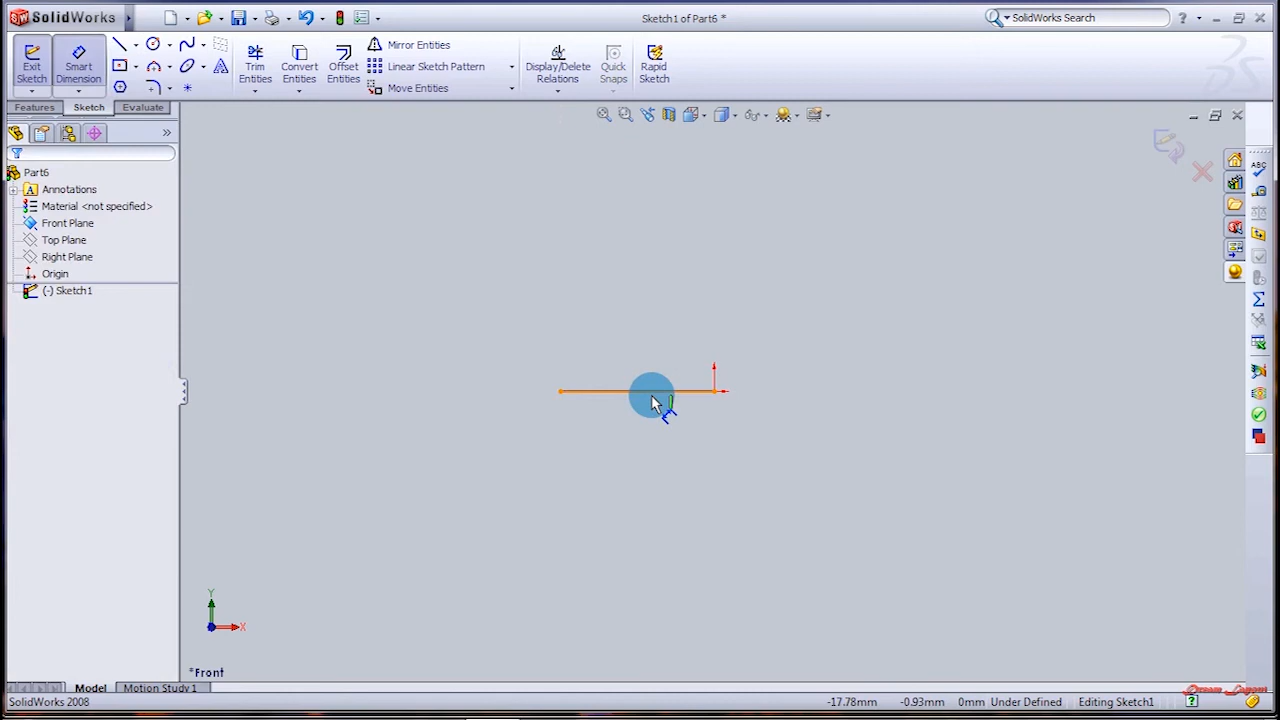 SolidWorks
Sketch1 of Part6 *
SolidWorks Search
?
Exit Sketch
Smart Dimension
Trim Entities
Convert Entities
Offset Entities
Mirror Entities
Linear Sketch Pattern
Move Entities
Display/Delete Relations
Quick Snaps
Rapid Sketch
Features
Sketch
Evaluate
»
Part6
A Annotations
Material <not specified>
Front Plane
Top Plane
Right Plane
Origin
(-) Sketch1
ABC
Y
X
*Front
Model
Motion Study 1
SolidWorks 2008
-17.78mm
-0.93mm
0mm
Under Defined
Editing Sketch1
?